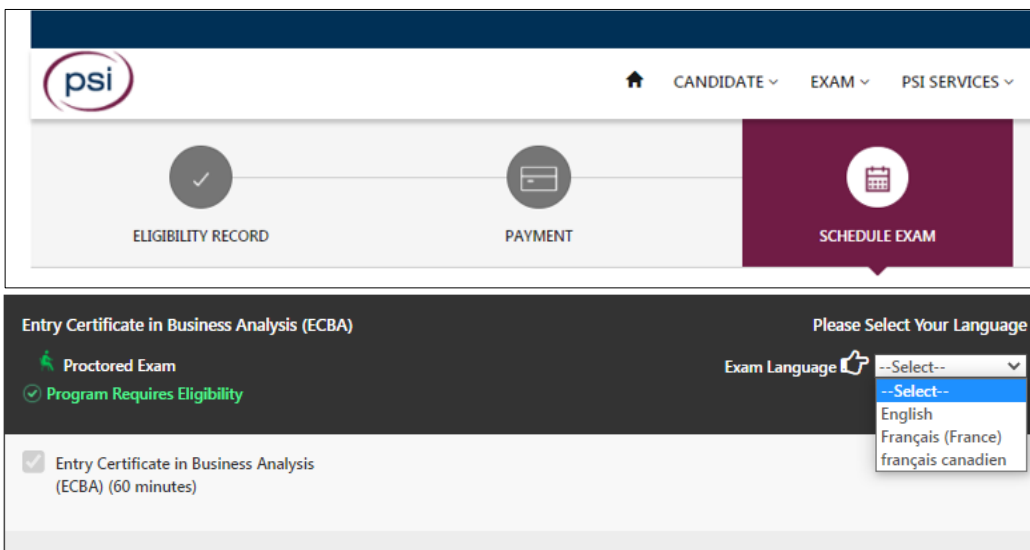 psi
CANDIDATE
EXAM
PSI SERVICES
ELIGIBILITY RECORD
PAYMENT
SCHEDULE EXAM
Entry Certificate in Business Analysis (ECBA)
Please Select Your Language
Proctored Exam
Exam Language
--Select--
Program Requires Eligibility
--Select--
English
Français (France)
français canadien
Entry Certificate in Business Analysis
(ECBA) (60 minutes)